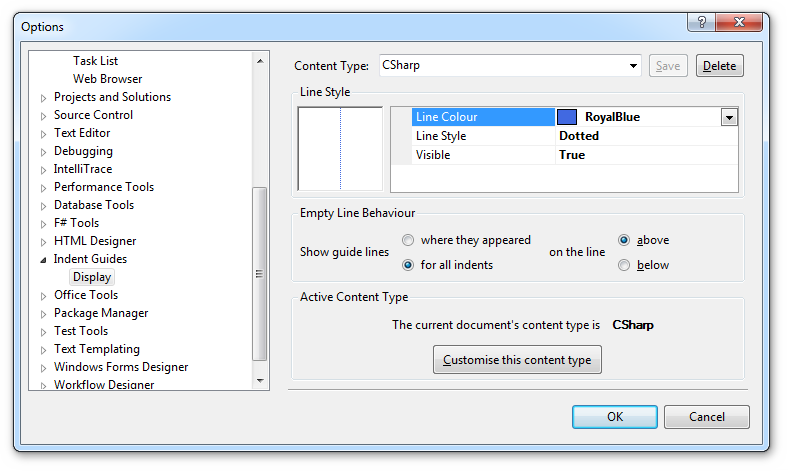 Options
?
Task List
Web Browser
Projects and Solutions
Source Control
Text Editor
Debugging
IntelliTrace
Performance Tools
Database Tools
F# Tools
HTML Designer
Indent Guides
Display
Office Tools
Package Manager
Test Tools
Text Templating
Windows Forms Designer
Workflow Designer
Content Type: CSharp Save Delete
Line Style
Line Colour RoyalBlue
Line Style Dotted
Visible True
Empty Line Behaviour
Show guide lines where they appeared on the line above
for all indents below
Active Content Type
The current document's content type is CSharp
Customise this content type
OK Cancel